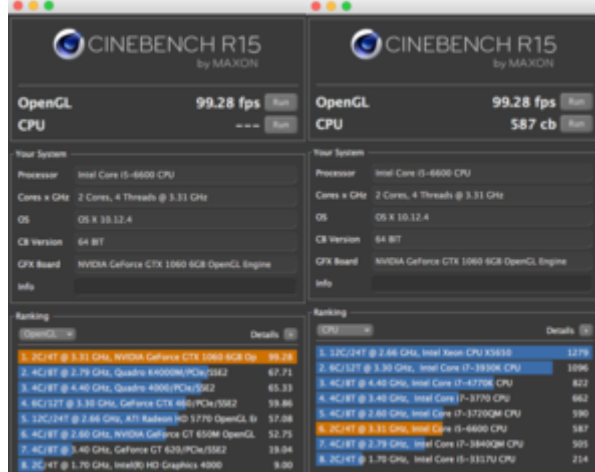 CINEBENCH R15
by MAXON
OpenGL 99.28 fps Run
CPU --- Run
Your System
Processor Intel Core i5-6600 CPU
Cores x GHz 2 Cores, 4 Threads @ 3.31 GHz
OS OS X 10.12.4
CB Version 64 BIT
GFX Board NVIDIA GeForce GTX 1060 6GB OpenGL Engine
Info
Ranking
OpenGL Details
1. 2C/4T @ 3.31 GHz, NVIDIA GeForce GTX 1060 6GB Op 99.28
2. 4C/8T @ 2.79 GHz, Quadro K4000M/PCIe/SSE2 67.71
3. 4C/8T @ 4.40 GHz, Quadro 4000/PCIe/SSE2 65.33
4. 6C/12T @ 3.30 GHz, GeForce GTX 460/PCIe/SSE2 59.86
5. 12C/24T @ 2.66 GHz, ATI Radeon HD 5770 OpenGL 57.08
6. 4C/8T @ 2.60 GHz, NVIDIA GeForce GT 650M OpenGL 52.75
7. 4C/8T @ 3.40 GHz, GeForce GT 620/PCIe/SSE2 19.04
8. 2C/4T @ 1.70 GHz, Intel(R) HD Graphics 4000 9.00
CINEBENCH R15
by MAXON
OpenGL 99.28 fps Run
CPU 587 cb Run
Your System
Processor Intel Core i5-6600 CPU
Cores x GHz 2 Cores, 4 Threads @ 3.31 GHz
OS OS X 10.12.4
CB Version 64 BIT
GFX Board NVIDIA GeForce GTX 1060 6GB OpenGL Engine
Info
Ranking
CPU Details
1. 12C/24T @ 2.66 GHz, Intel Xeon CPU X5650 1279
2. 6C/12T @ 3.30 GHz, Intel Core i7-3930K CPU 1096
3. 4C/8T @ 4.40 GHz, Intel Core i7-4770K CPU 822
4. 4C/8T @ 3.40 GHz, Intel Core i7-3770 CPU 662
5. 4C/8T @ 2.60 GHz, Intel Core i7-3720QM CPU 590
6. 2C/4T @ 3.31 GHz, Intel Core i5-6600 CPU 587
7. 4C/8T @ 2.79 GHz, Intel Core i7-3840QM CPU 505
8. 2C/4T @ 1.70 GHz, Intel Core i5-3317U CPU 214